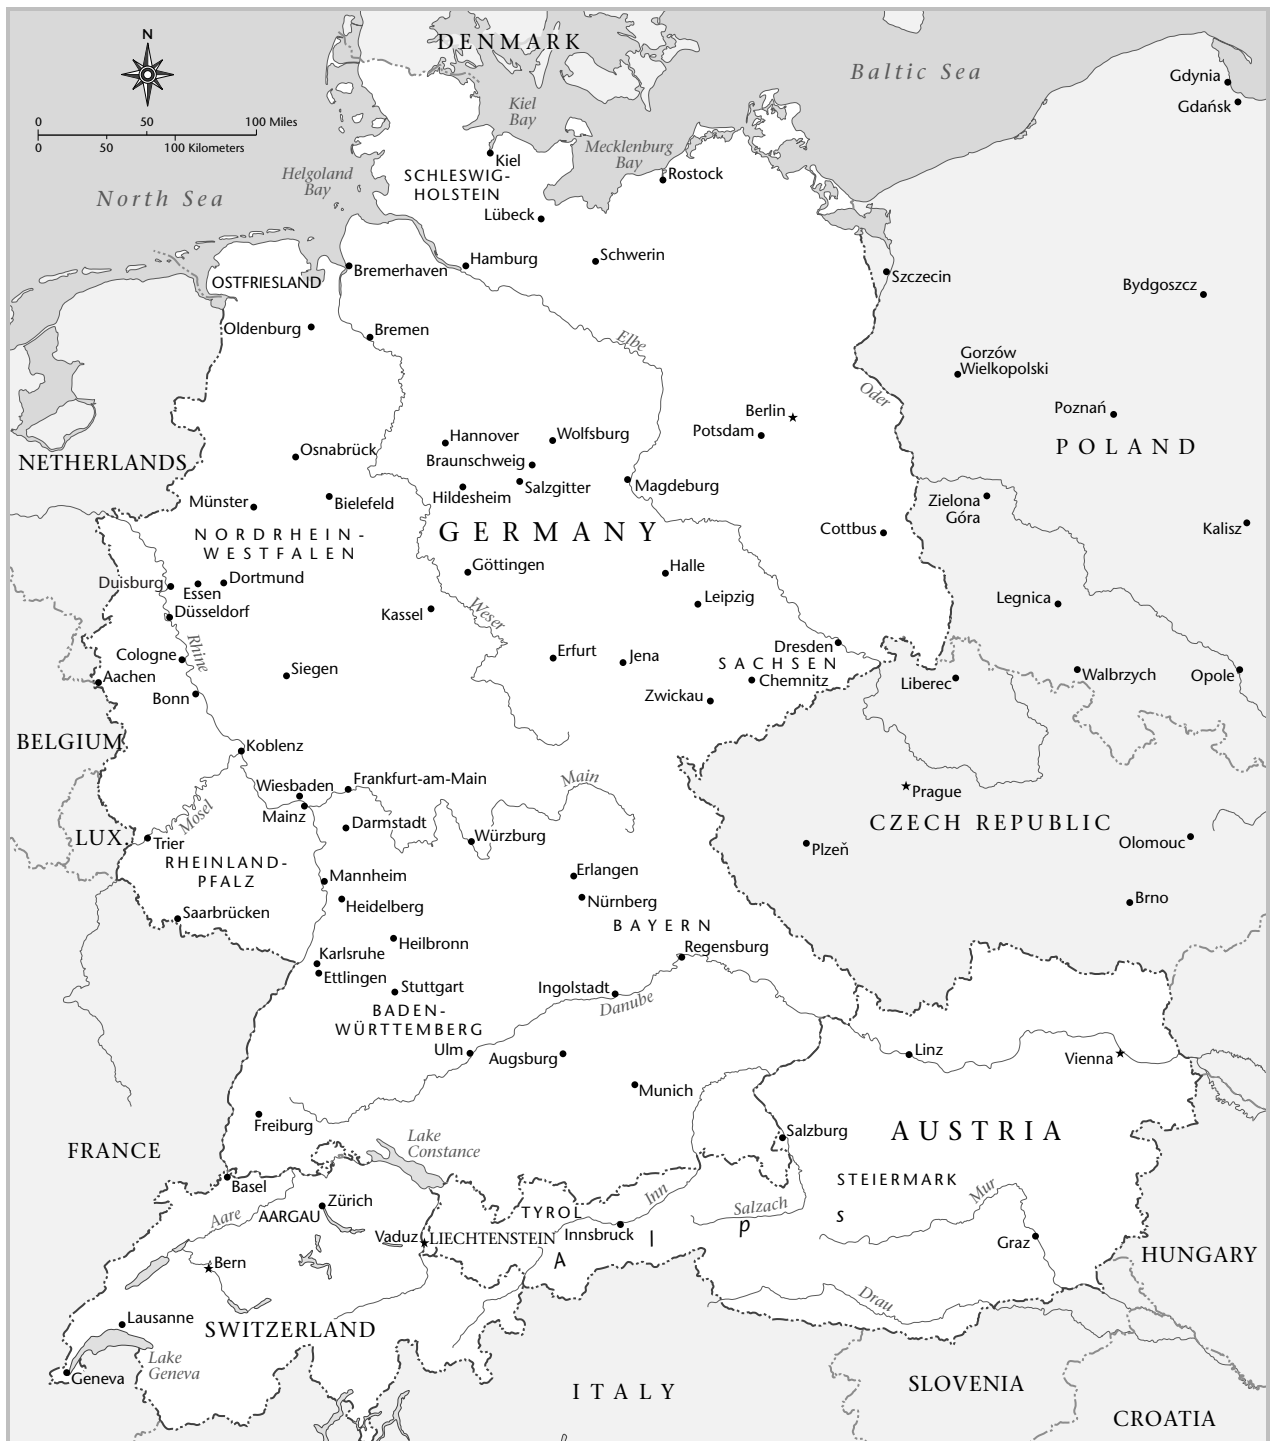 N
DENMARK
Baltic Sea
Gdynia
Gdańsk
0 50 100 Miles
0 50 100 Kilometers
Kiel
Bay
Mecklenburg
Bay
Kiel
Helgoland
Bay
SCHLESWIG-
HOLSTEIN
Rostock
North Sea
Lübeck
Schwerin
Hamburg
Bremerhaven
OSTFRIESLAND
Szczecin
Bydgoszcz
Oldenburg
Bremen
Elbe
Gorzów
Wielkopolski
Oder
Berlin
Poznań
Potsdam
POLAND
Hannover
Wolfsburg
Osnabrück
Braunschweig
NETHERLANDS
Salzgitter
Magdeburg
Hildesheim
Münster
Bielefeld
Zielona
Góra
NORDRHEIN-
WESTFALEN
GERMANY
Cottbus
Kalisz
Göttingen
Halle
Duisburg
Essen
Dortmund
Düsseldorf
Leipzig
Legnica
Kassel
Weser
Rhine
Cologne
Erfurt
Jena
Dresden
SACHSEN
Aachen
Siegen
Chemnitz
Liberec
Walbrzych
Opole
Bonn
Zwickau
BELGIUM
Koblenz
Wiesbaden
Frankfurt-am-Main
Main
Prague
Mosel
Mainz
Darmstadt
CZECH REPUBLIC
LUX.
Trier
Würzburg
Plzeň
Olomouc
RHEINLAND-
PFALZ
Mannheim
Erlangen
Heidelberg
Nürnberg
Brno
Saarbrücken
BAYERN
Heilbronn
Regensburg
Karlsruhe
Ettlingen
Stuttgart
Ingolstadt
Danube
BADEN-
WÜRTTEMBERG
Ulm
Augsburg
Linz
Vienna
Munich
Freiburg
AUSTRIA
Salzburg
FRANCE
Lake
Constance
Basel
STEIERMARK
Inn
Mur
Zürich
Aare
AARGAU
TYROL
Salzach
Vaduz
LIECHTENSTEIN
Innsbruck
A l p s
Graz
HUNGARY
Bern
Drau
Lausanne
SWITZERLAND
Lake
Geneva
Geneva
ITALY
SLOVENIA
CROATIA